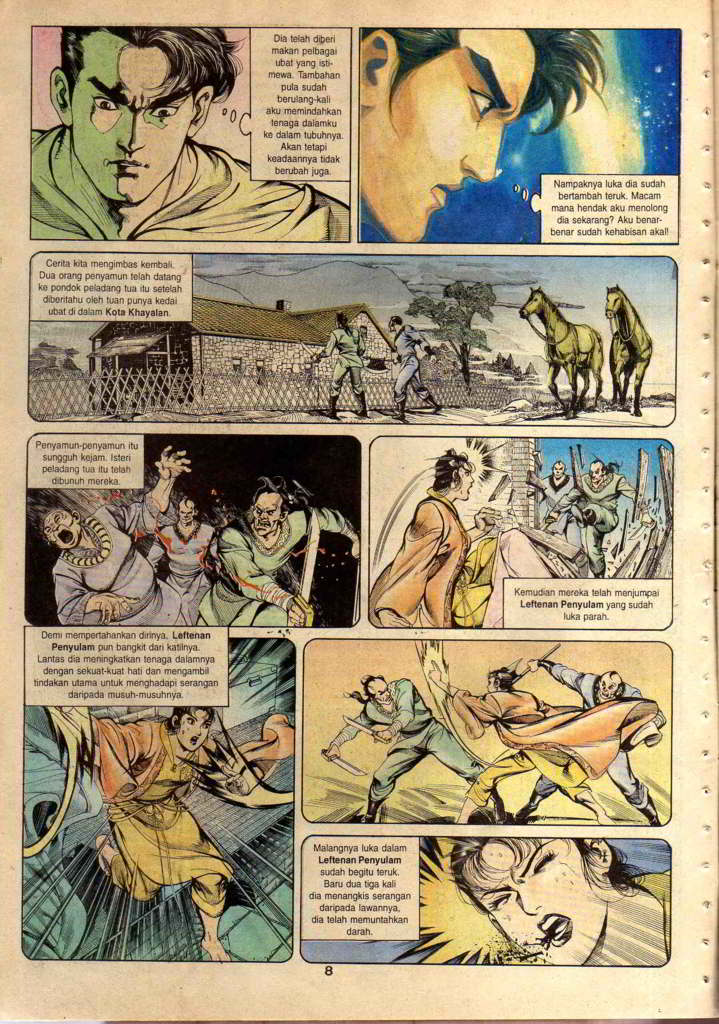 Dia telah diberi
makan pelbagai
ubat yang isti-
mewa. Tambahan
pula sudah
berulang-kali
aku memindahkan
tenaga dalamku
ke dalam tubuhnya.
Akan tetapi
keadaannya tidak
berubah juga.
Nampaknya luka dia sudah
bertambah teruk. Macam
mana hendak aku menolong
dia sekarang? Aku benar-
benar sudah kehabisan akal!
Cerita kita mengimbas kembali.
Dua orang penyamun telah datang
ke pondok peladang tua itu setelah
diberitahu oleh tuan punya kedai
ubat di dalam Kota Khayalan.
Penyamun-penyamun itu
sungguh kejam. Isteri
peladang tua itu telah
dibunuh mereka.
Kemudian mereka telah menjumpai
Leftenan Penyulam yang sudah
luka parah.
Demi mempertahankan dirinya, Leftenan
Penyulam pun bangkit dari katilnya.
Lantas dia meningkatkan tenaga dalamnya
dengan sekuat-kuat hati dan mengambil
tindakan utama untuk menghadapi serangan
daripada musuh-musuhnya.
Malangnya luka dalam
Leftenan Penyulam
sudah begitu teruk.
Baru dua tiga kali
dia menangkis serangan
daripada lawannya,
dia telah memuntahkan
darah.
8